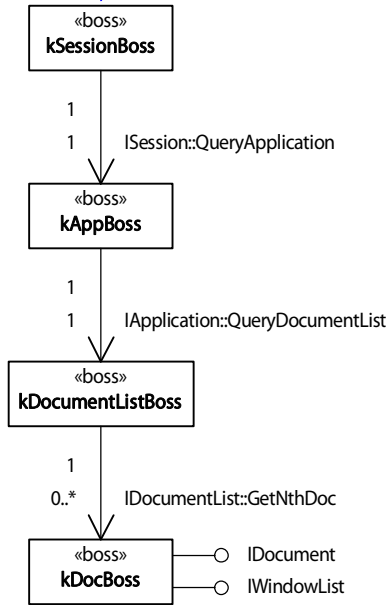 «boss»
kSessionBoss
1
1 ISession::QueryApplication
«boss»
kAppBoss
1
1 IApplication::QueryDocumentList
«boss»
kDocumentListBoss
1
0..* IDocumentList::GetNthDoc
«boss»
kDocBoss
IDocument
IWindowList